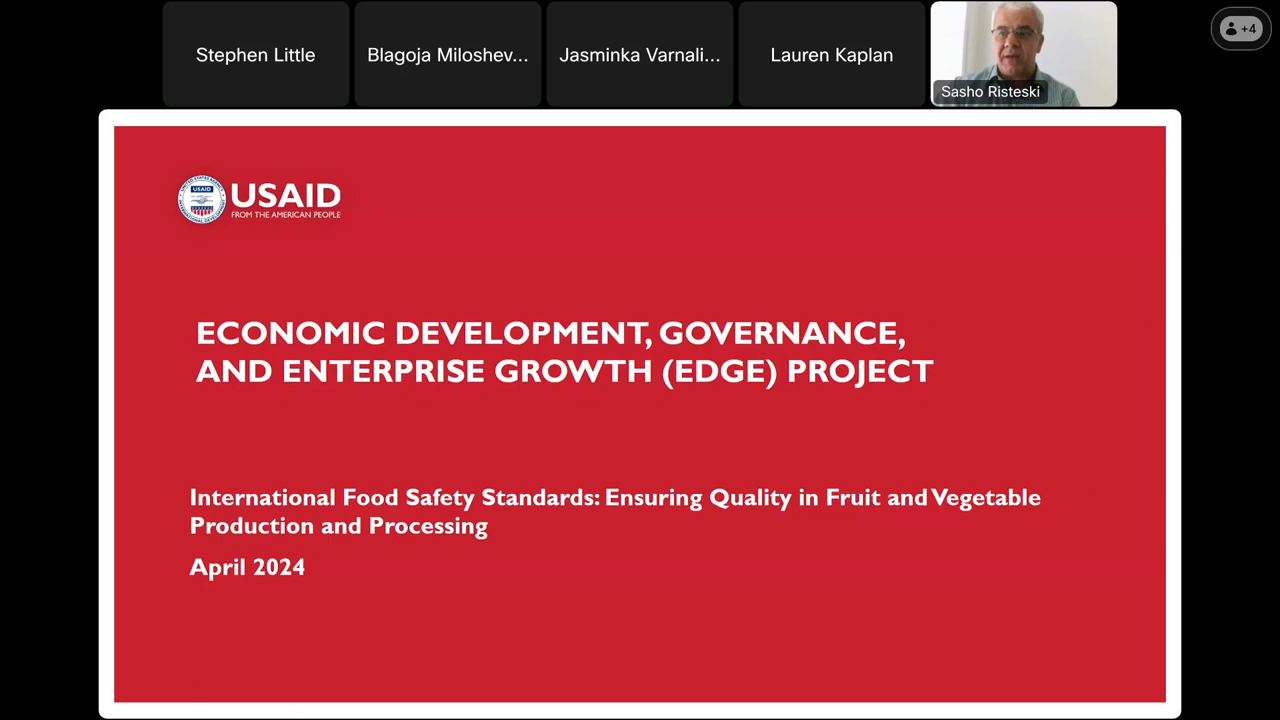 Stephen Little
Blagoja Miloshev...
Jasminka Varnali...
Lauren Kaplan
Sasho Risteski
+4
USAID
USAID
FROM THE AMERICAN PEOPLE
ECONOMIC DEVELOPMENT, GOVERNANCE,
AND ENTERPRISE GROWTH (EDGE) PROJECT
International Food Safety Standards: Ensuring Quality in Fruit and Vegetable
Production and Processing
April 2024